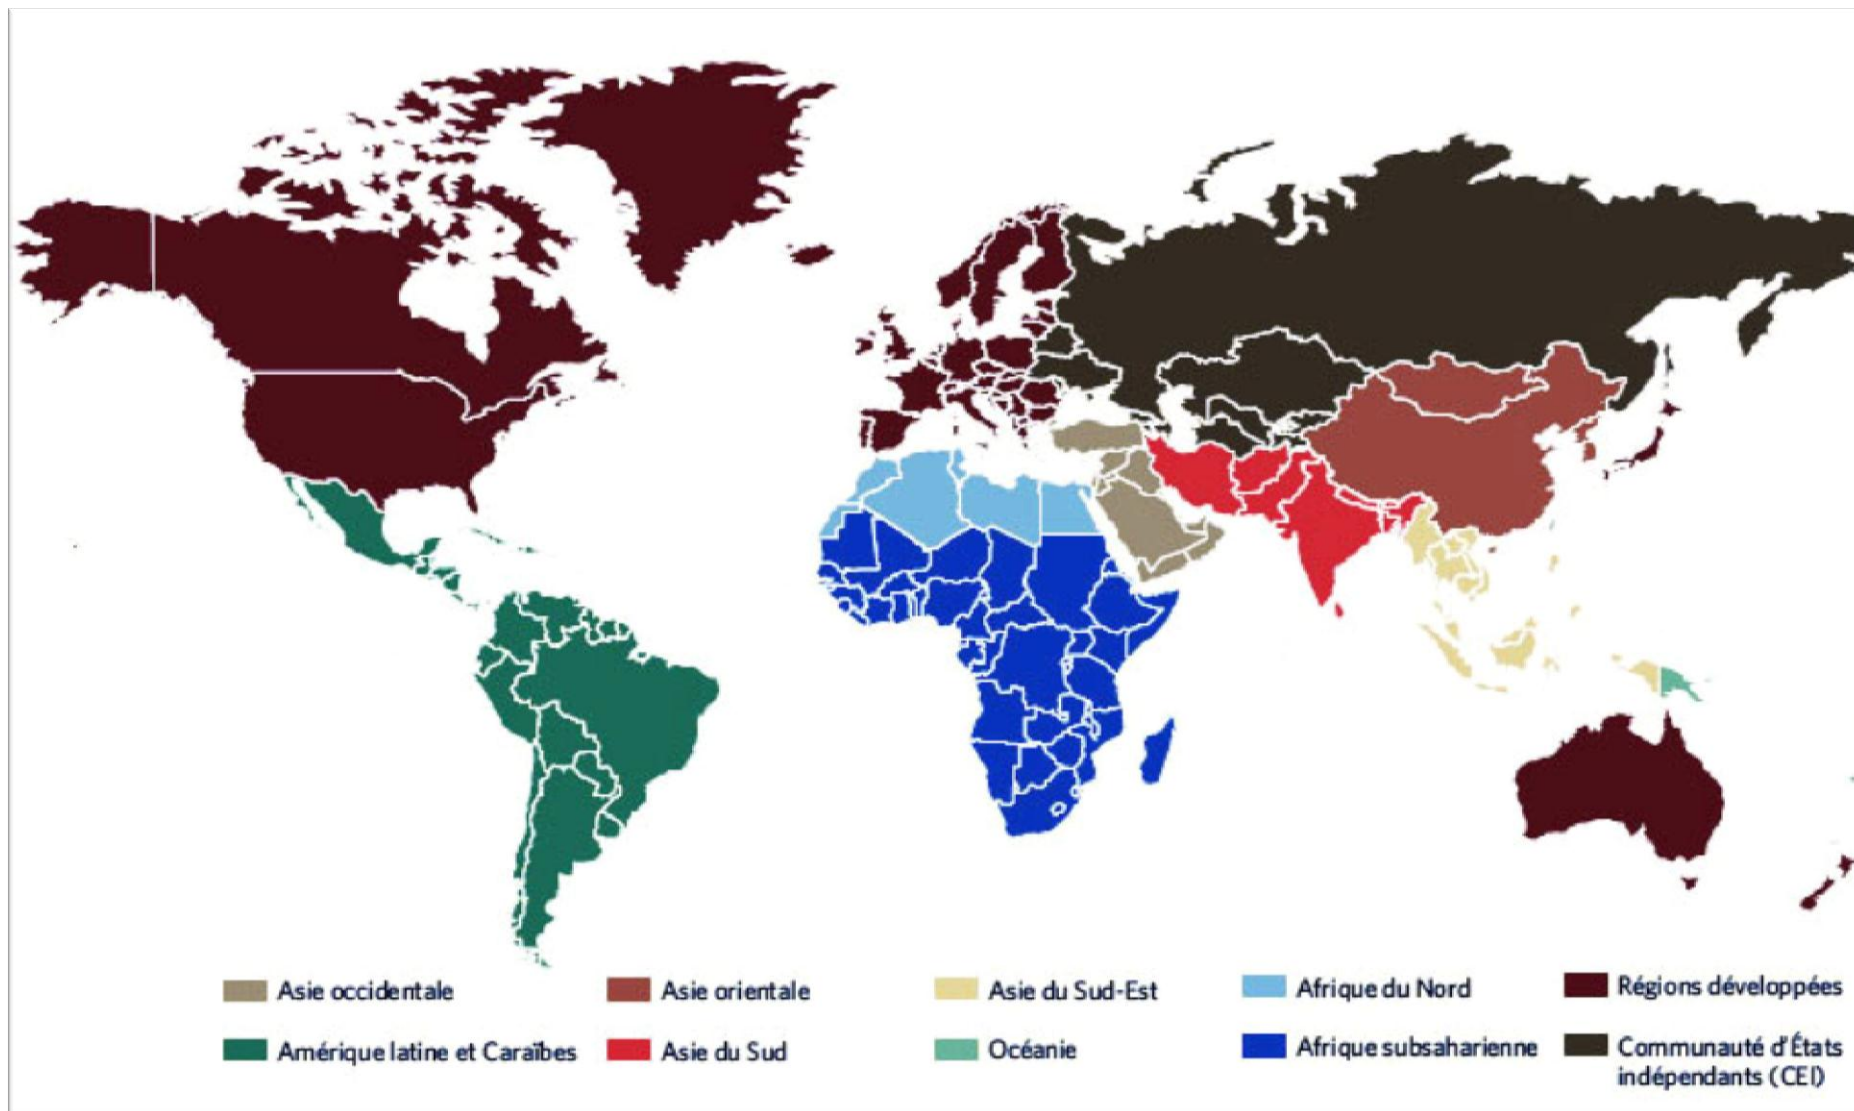 Asie occidentale
Asie orientale
Asie du Sud-Est
Afrique du Nord
Régions développées
Amérique latine et Caraïbes
Asie du Sud
Océanie
Afrique subsaharienne
Communauté d'États
indépendants (CEI)